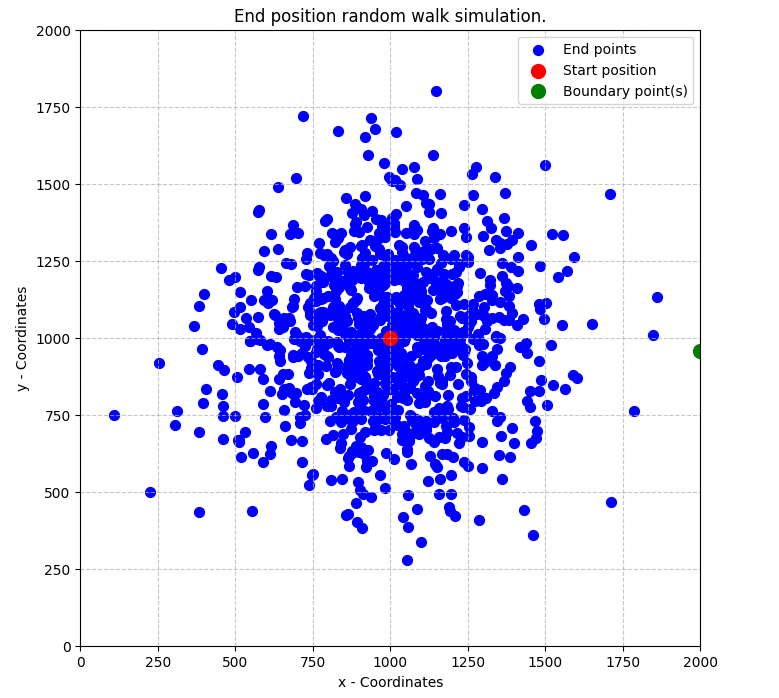 End position random walk simulation.
End points
Start position
Boundary point(s)
y - Coordinates
2000
1750
1500
1250
1000
750
500
250
0
0 250 500 750 1000 1250 1500 1750 2000
x - Coordinates